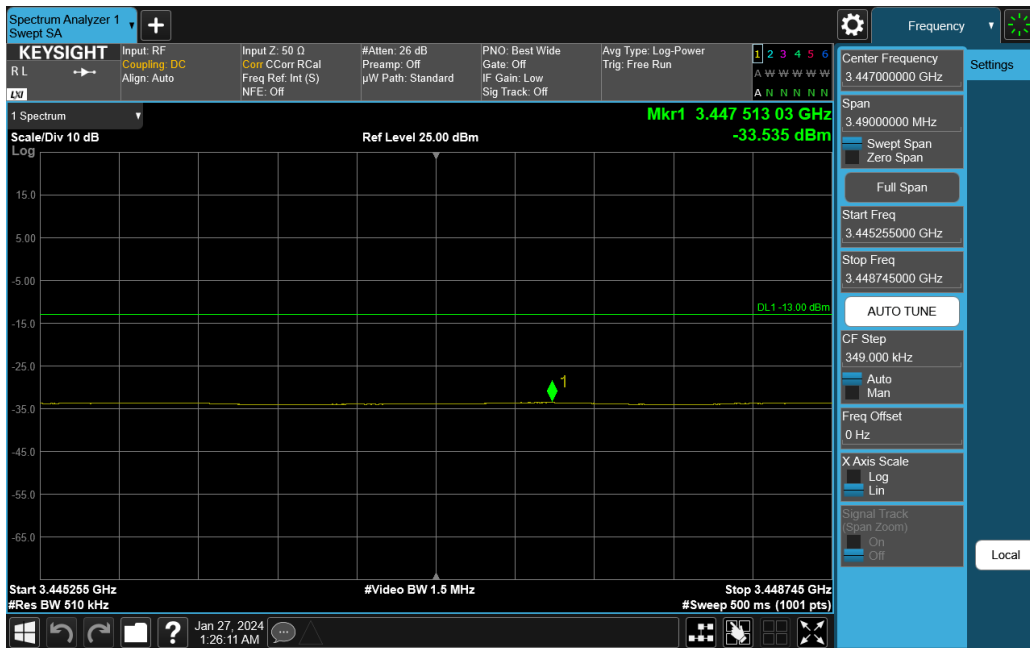 Spectrum Analyzer 1
Swept SA
Frequency
KEYSIGHT
R L
LXI
Input: RF
Coupling: DC
Align: Auto
Input Z: 50 Ω
Corr CCorr RCal
Freq Ref: Int (S)
NFE: Off
#Atten: 26 dB
Preamp: Off
µW Path: Standard
PNO: Best Wide
Gate: Off
IF Gain: Low
Sig Track: Off
Avg Type: Log-Power
Trig: Free Run
1 2 3 4 5 6
A W W W W W
A N N N N N
1 Spectrum
Scale/Div 10 dB
Log
Ref Level 25.00 dBm
Mkr1 3.447 513 03 GHz
-33.535 dBm
15.0
5.00
-5.00
-15.0
-25.0
-35.0
-45.0
-55.0
-65.0
DL1 -13.00 dBm
1
Start 3.445255 GHz
#Res BW 510 kHz
#Video BW 1.5 MHz
Stop 3.448745 GHz
#Sweep 500 ms (1001 pts)
Center Frequency
3.447000000 GHz
Span
3.49000000 MHz
Swept Span
Zero Span
Full Span
Start Freq
3.445255000 GHz
Stop Freq
3.448745000 GHz
AUTO TUNE
CF Step
349.000 kHz
Auto
Man
Freq Offset
0 Hz
X Axis Scale
Log
Lin
Signal Track
(Span Zoom)
On
Off
Settings
Local
?
Jan 27, 2024
1:26:11 AM